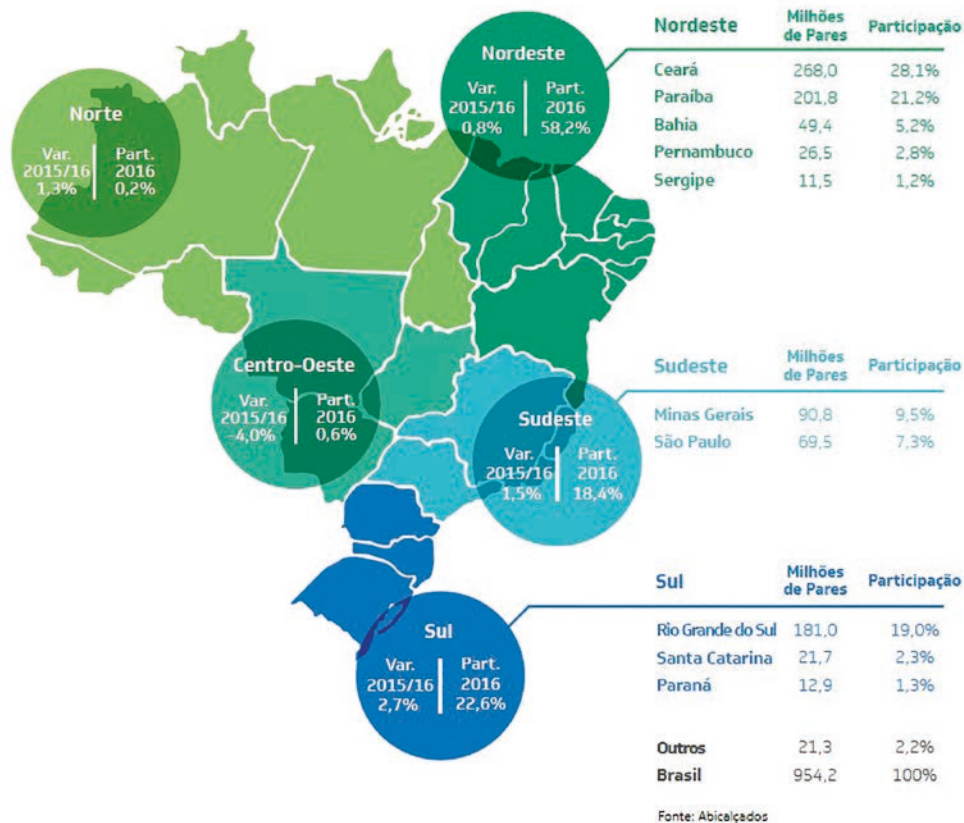 Nordeste
Var. 2015/16
0,8%
Part. 2016
58,2%
Nordeste Milhões de Pares Participação
Ceará 268,0 28,1%
Paraíba 201,8 21,2%
Bahia 49,4 5,2%
Pernambuco 26,5 2,8%
Sergipe 11,5 1,2%
Norte
Var. 2015/16
1,3%
Part. 2016
0,2%
Centro-Oeste
Var. 2015/16
-4,0%
Part. 2016
0,6%
Sudeste
Var. 2015/16
1,5%
Part. 2016
18,4%
Sudeste Milhões de Pares Participação
Minas Gerais 90,8 9,5%
São Paulo 69,5 7,3%
Sul
Var. 2015/16
2,7%
Part. 2016
22,6%
Sul Milhões de Pares Participação
Rio Grande do Sul 181,0 19,0%
Santa Catarina 21,7 2,3%
Paraná 12,9 1,3%
Outros 21,3 2,2%
Brasil 954,2 100%
Fonte: Abicalçados